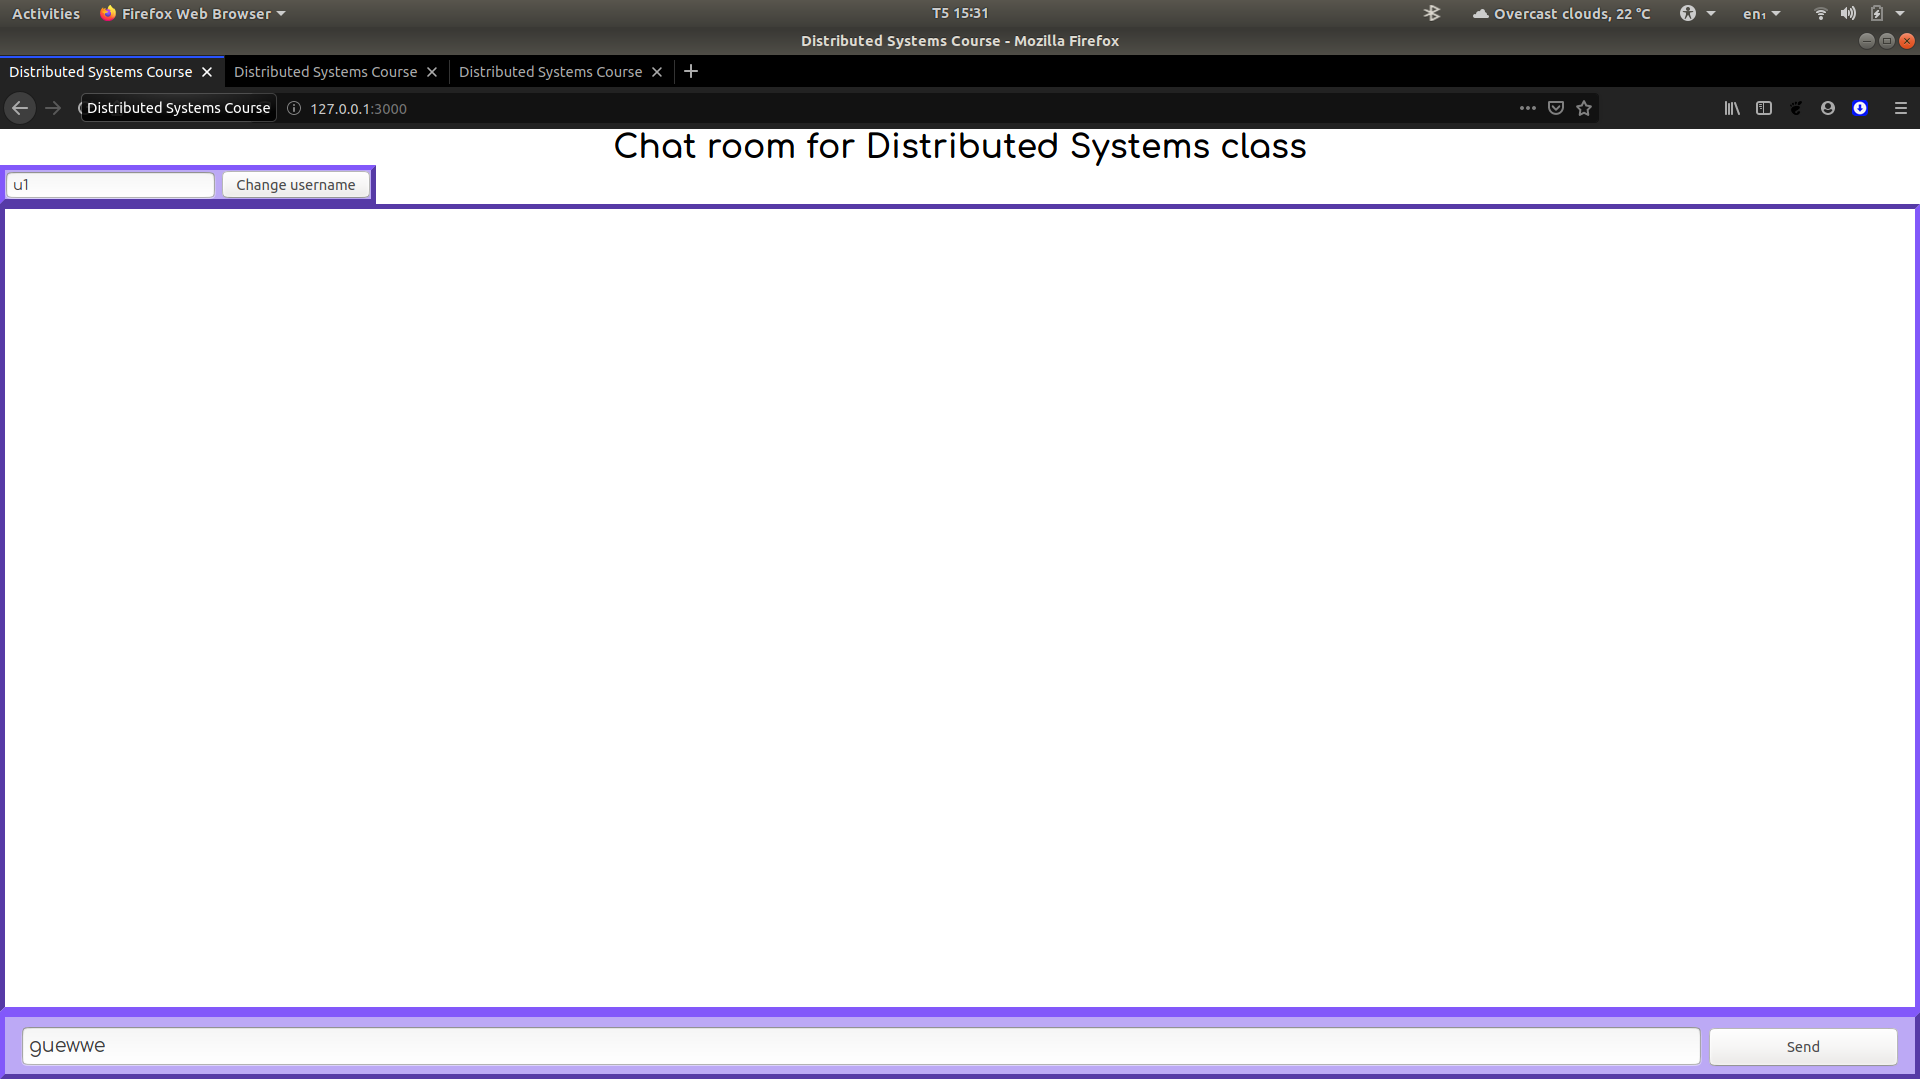 Activities Firefox Web Browser T5 15:31 Overcast clouds, 22 °C en₁
Distributed Systems Course - Mozilla Firefox
Distributed Systems Course Distributed Systems Course Distributed Systems Course
Distributed Systems Course 127.0.0.1:3000
Chat room for Distributed Systems class
u1 Change username
guewwe Send